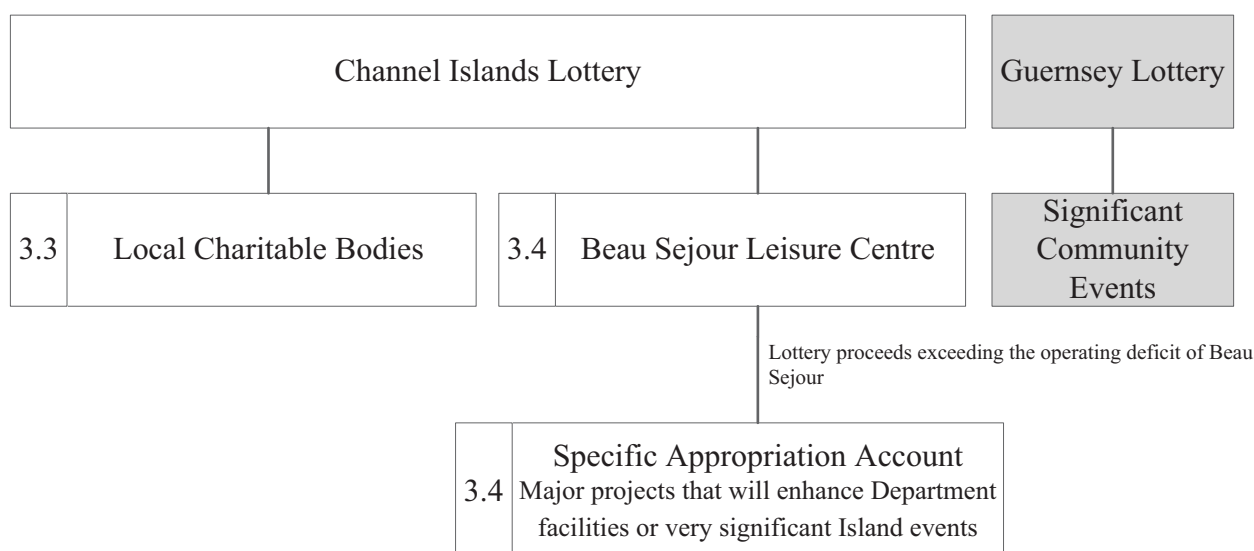 Channel Islands Lottery
Guernsey Lottery
3.3
Local Charitable Bodies
3.4
Beau Sejour Leisure Centre
Significant
Community
Events
Lottery proceeds exceeding the operating deficit of Beau
Sejour
3.4
Specific Appropriation Account
Major projects that will enhance Department
facilities or very significant Island events